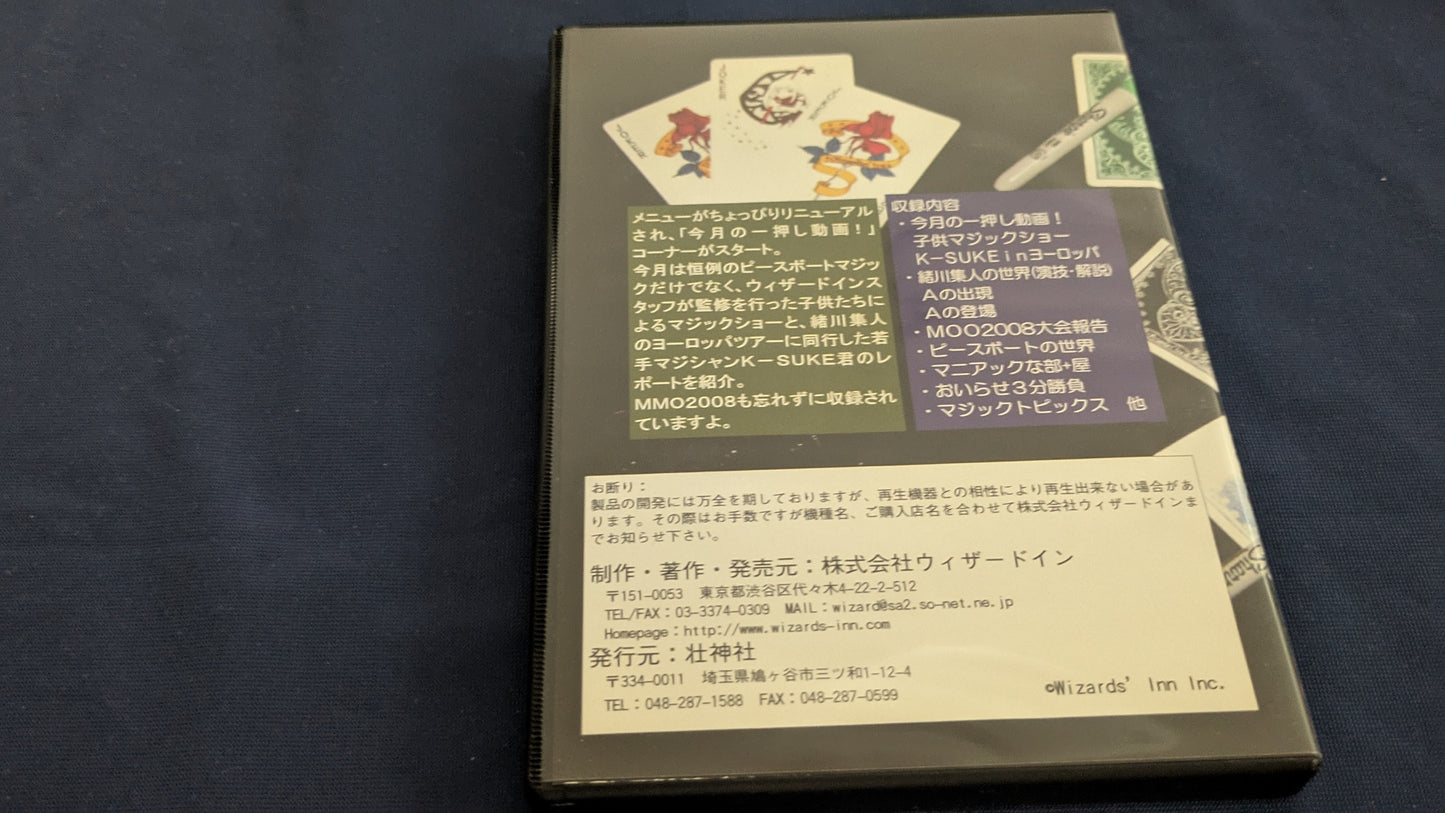 JOKER
JOKER
JOKER
メニューがちょっぴりリニューアル
され、「今月の一押し動画！」
コーナーがスタート。
今月は恒例のピースボートマジッ
クだけでなく、ウィザードインス
タッフが監修を行った子供たちに
よるマジックショーと、緒川集人
のヨーロッパツアーに同行した若
手マジシャンK－SUKE君のレ
ポートを紹介。
MMO2008も忘れずに収録され
ていますよ。
収録内容
・今月の一押し動画！
子供マジックショー
K－SUKEinヨーロッパ
・緒川集人の世界(演技・解説)
Aの出現
Aの登場
・MOO2008大会報告
・ピースボートの世界
・マニアックな部+屋
・おいらせ3分勝負
・マジックトピックス　他
お断り：
製品の開発には万全を期しておりますが、再生機器との相性により再生出来ない場合があ
ります。その際はお手数ですが機種名、ご購入店名を合わせて株式会社ウィザードインま
でお知らせ下さい。
制作・著作・発売元：株式会社ウィザードイン
〒151-0053　東京都渋谷区代々木4-22-2-512
TEL/FAX：03-3374-0309　MAIL：wizard@sa2.so-net.ne.jp
Homepage：http://www.wizards-inn.com
発行元：壮神社
〒334-0011　埼玉県鳩ヶ谷市三ツ和1-12-4
TEL：048-287-1588　FAX：048-287-0599
©Wizards' Inn Inc.